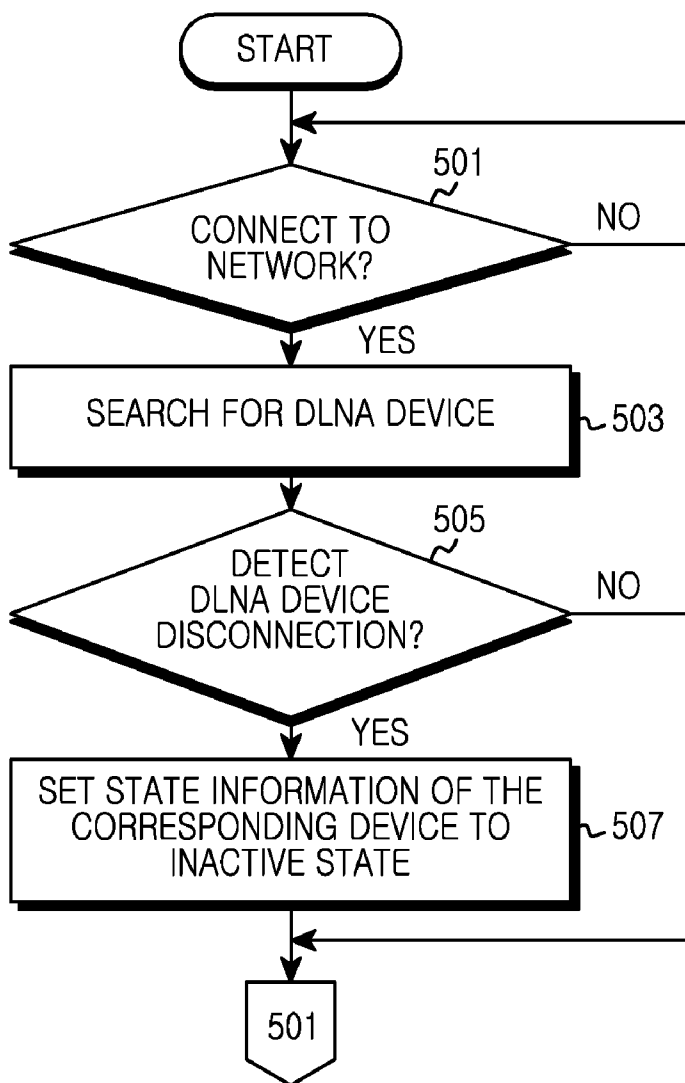 START
501
CONNECT TO
NETWORK?
NO
YES
SEARCH FOR DLNA DEVICE
503
505
DETECT
DLNA DEVICE
DISCONNECTION?
NO
YES
SET STATE INFORMATION OF THE
CORRESPONDING DEVICE TO
INACTIVE STATE
507
501